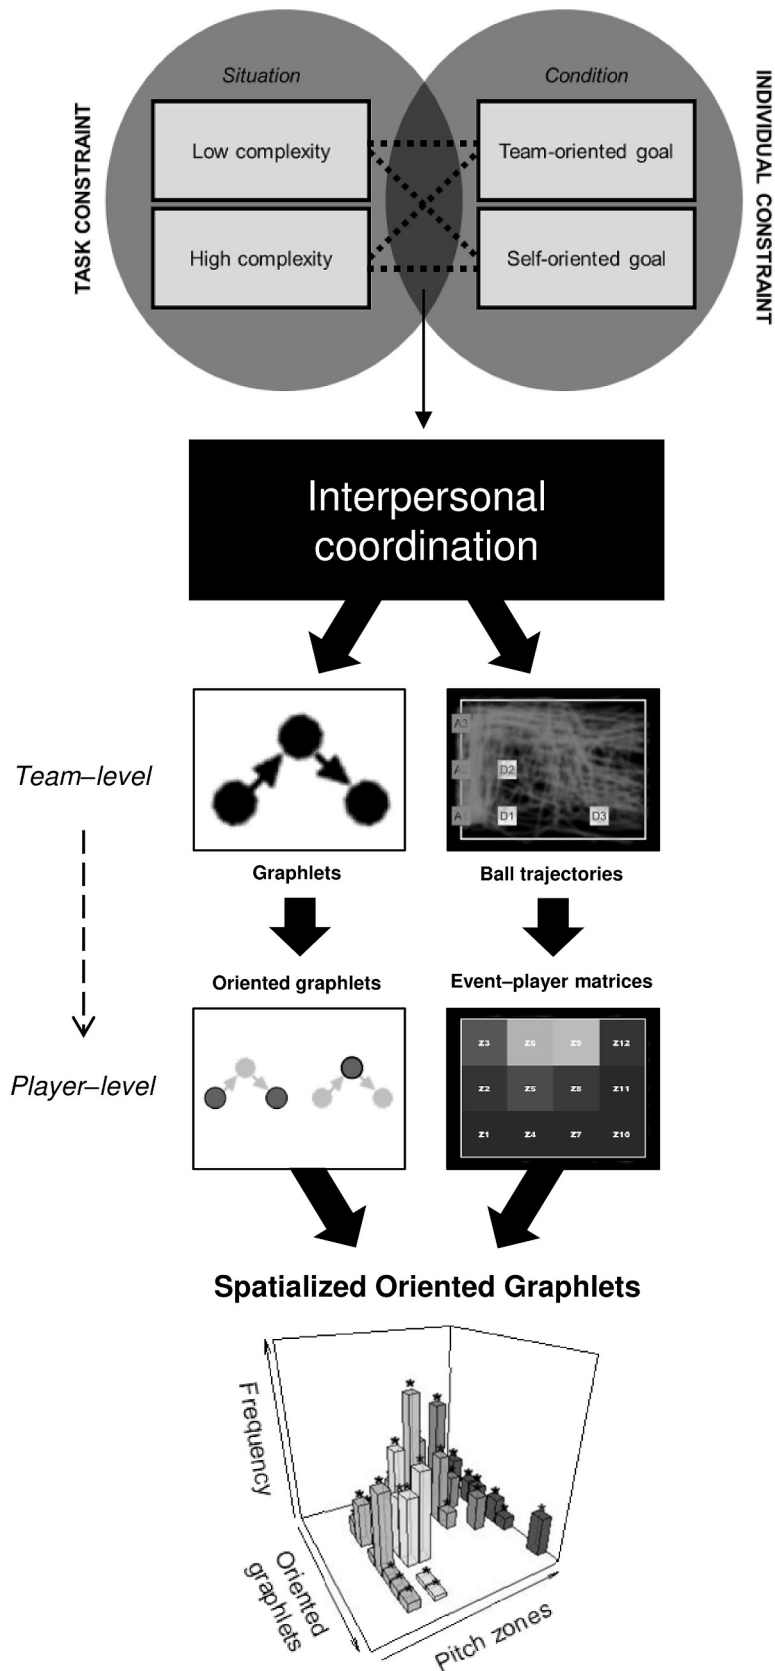 Situation
Condition
TASK CONSTRAINT
INDIVIDUAL CONSTRAINT
Low complexity
Team-oriented goal
High complexity
Self-oriented goal
Interpersonal
coordination
Team–level
A3
A2
D2
A1
D1
D3
Graphlets
Ball trajectories
Oriented graphlets
Event–player matrices
Player–level
Z3
Z6
Z9
Z12
Z2
Z5
Z8
Z11
Z1
Z4
Z7
Z10
Spatialized Oriented Graphlets
Frequency
Oriented
graphlets
Pitch zones